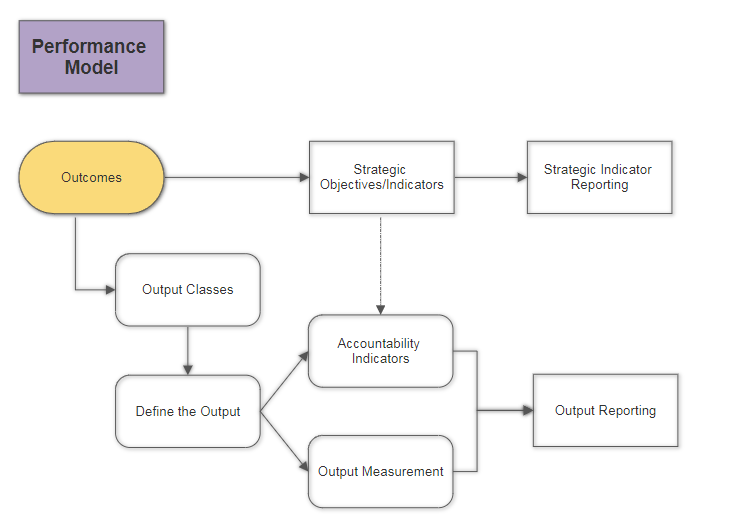 Performance
Model
Outcomes
Strategic
Objectives/Indicators
Strategic Indicator
Reporting
Output Classes
Accountability
Indicators
Define the Output
Output Reporting
Output Measurement